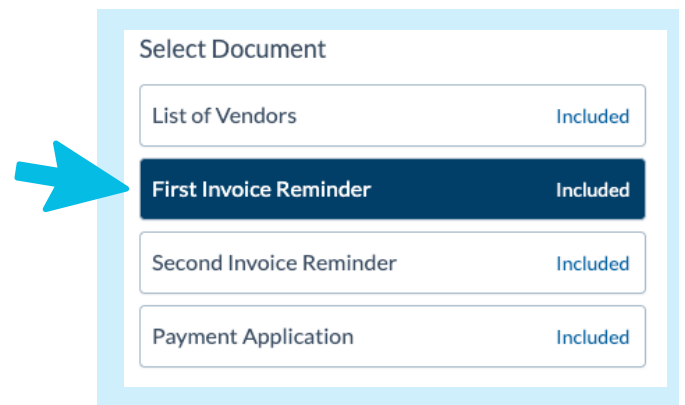 Select Document
List of Vendors Included
First Invoice Reminder Included
Second Invoice Reminder Included
Payment Application Included